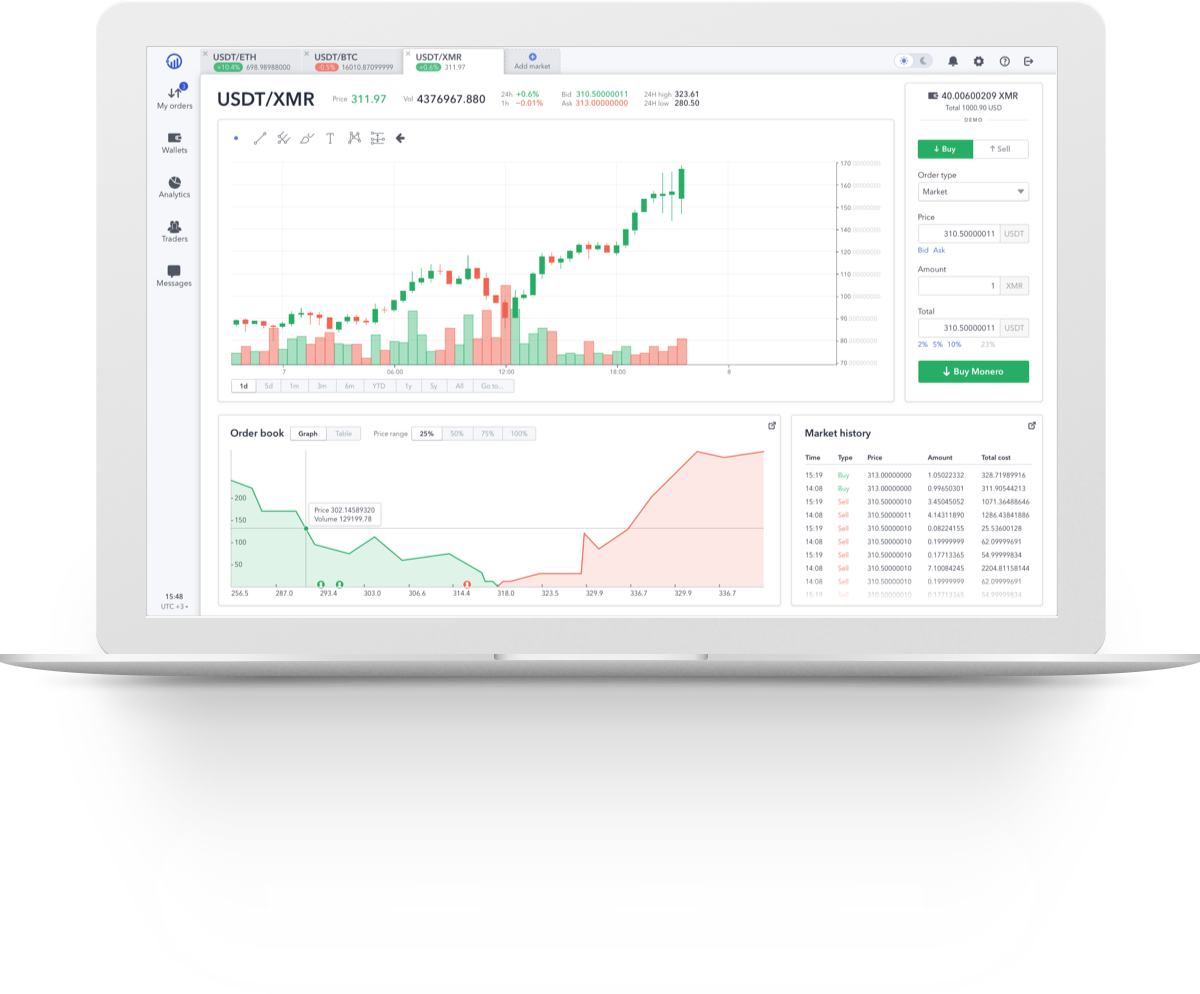 USDT/ETH
+10.4% 698.98988000
USDT/BTC
-0.5% 16010.87099999
USDT/XMR
+0.6% 311.97
Add market
3
My orders
Wallets
Analytics
Traders
Messages
15:48
UTC +3
USDT/XMR
Price 311.97
Vol 4376967.880
24h +0.6%
1h −0.01%
Bid 310.50000011
Ask 313.00000000
24H high 323.61
24H low 280.50
T
170.00000000
160.00000000
150.00000000
140.00000000
120.00000000
110.00000000
100.00000000
90.00000000
80.00000000
70.00000000
7 06:00 12:00 18:00 8
1d 5d 1m 3m 6m YTD 1y 5y All Go to...
40.00600209 XMR
Total 1000.90 USD
DEMO
Buy Sell
Order type
Market
Price
310.50000011 USDT
Bid Ask
Amount
1 XMR
Total
310.50000011 USDT
2% 5% 10% 23%
Buy Monero
Order book Graph Table Price range 25% 50% 75% 100%
200
150
100
50
Price 302.14589320
Volume 129199.78
256.5 287.0 293.4 303.0 306.6 314.4 318.0 323.5 329.9 336.7 329.9 336.7
Market history
Time Type Price Amount Total cost
15:19 Buy 313.00000000 1.05022332 328.71989916
14:08 Buy 313.00000000 0.99650301 311.90544213
15:19 Sell 310.50000010 3.45045052 1071.36488646
14:08 Sell 310.50000011 4.14311890 1286.43841886
15:19 Sell 310.50000010 0.08224155 25.53600128
14:08 Sell 310.50000010 0.19999999 62.09999691
15:19 Sell 310.50000010 0.17713365 54.99999834
14:08 Sell 310.50000010 7.10084245 2204.81158144
14:08 Sell 310.50000010 0.19999999 62.09999691
15:19 Sell 310.50000010 0.17713365 54.99999834